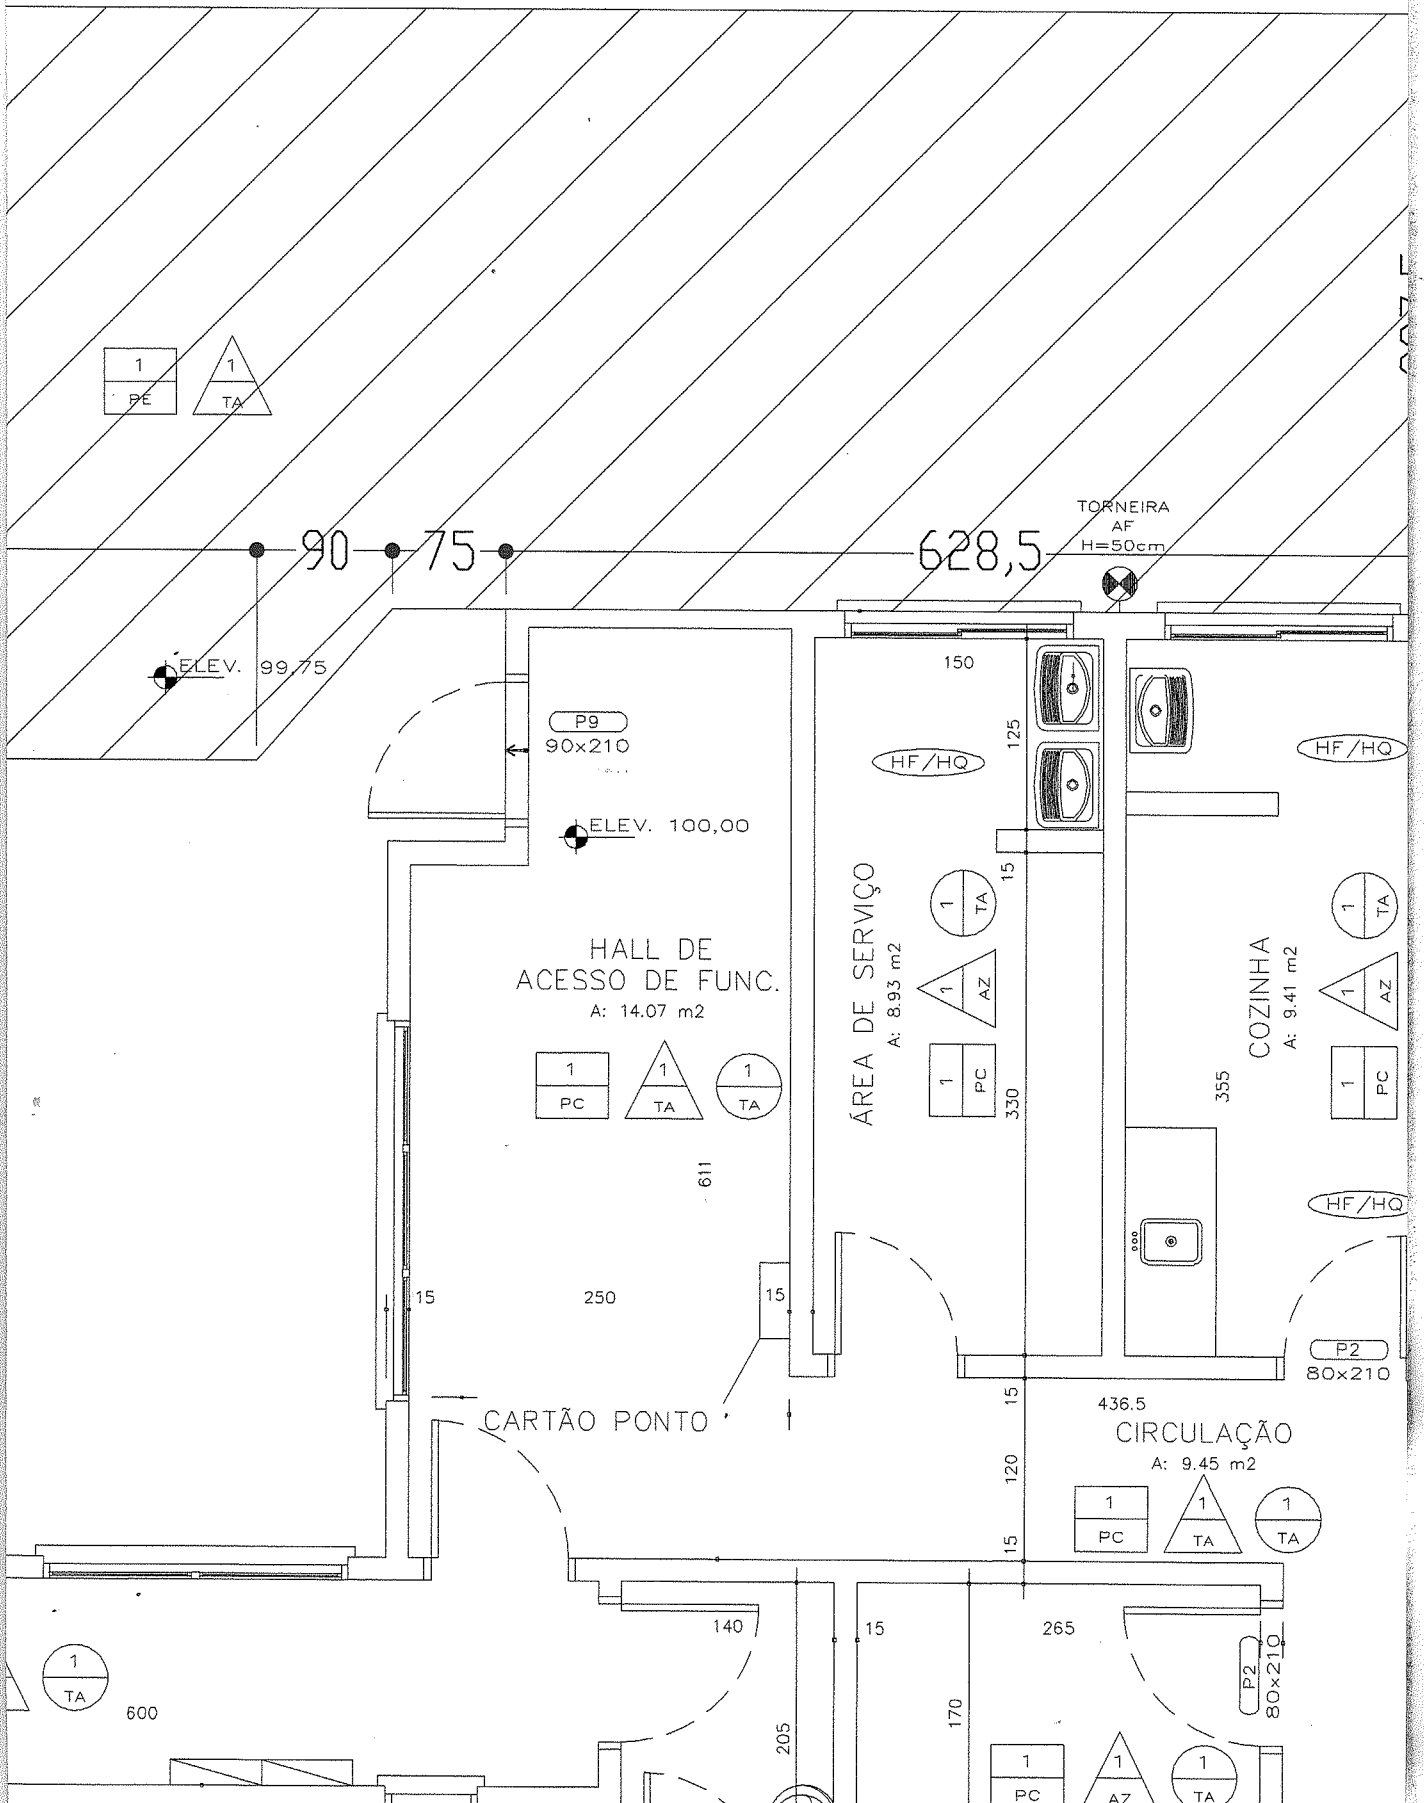 1
PE
1
TA
90
75
628,5
TORNEIRA
AF
H=50cm
ELEV. 99,75
P9
90x210
ELEV. 100,00
150
125
HF/HQ
HF/HQ
15
HALL DE
ACESSO DE FUNC.
A: 14.07 m2
1
PC
1
TA
1
TA
611
ÁREA DE SERVIÇO
A: 8.93 m2
1
TA
1
AZ
1
PC
330
COZINHA
A: 9.41 m2
1
TA
1
AZ
1
PC
355
HF/HQ
15
250
15
P2
80x210
CARTÃO PONTO
15
436.5
CIRCULAÇÃO
A: 9.45 m2
120
1
PC
1
TA
1
TA
15
140
15
265
P2
80x210
1
TA
600
205
170
1
PC
1
AZ
1
TA